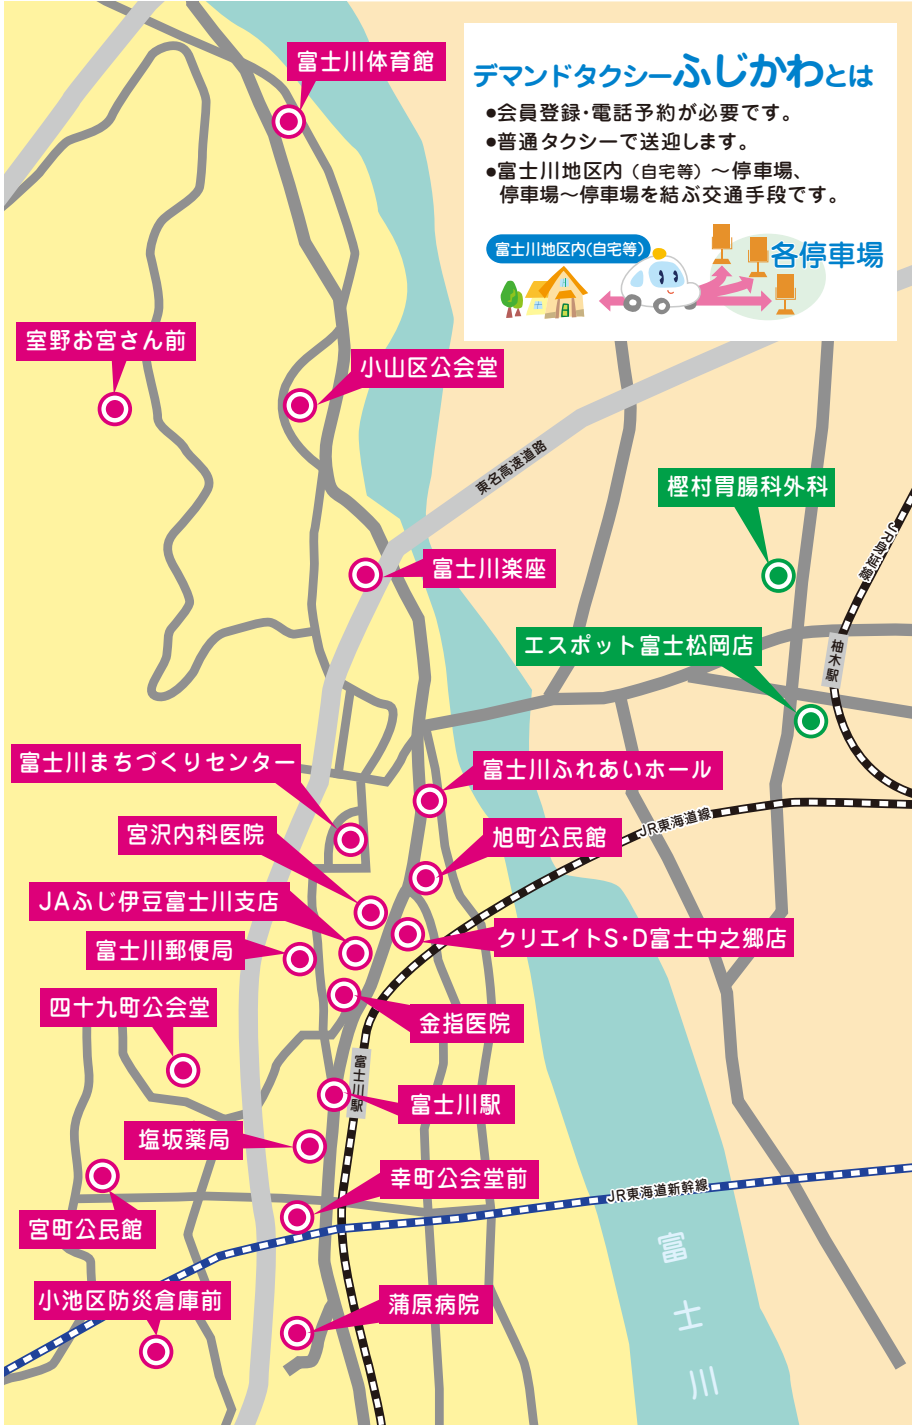 富士川体育館
デマンドタクシーふじかわとは
●会員登録・電話予約が必要です。
●普通タクシーで送迎します。
●富士川地区内（自宅等）～停車場、
停車場～停車場を結ぶ交通手段です。
富士川地区内(自宅等)
各停車場
室野お宮さん前
小山区公会堂
東名高速道路
樫村胃腸科外科
JR身延線
富士川楽座
エスポット富士松岡店
柚木駅
富士川まちづくりセンター
富士川ふれあいホール
宮沢内科医院
旭町公民館
JR東海道線
JAふじ伊豆富士川支店
クリエイトS・D富士中之郷店
富士川郵便局
四十九町公会堂
金指医院
富士川駅
富士川駅
塩坂薬局
幸町公会堂前
JR東海道新幹線
宮町公民館
富士川
小池区防災倉庫前
蒲原病院